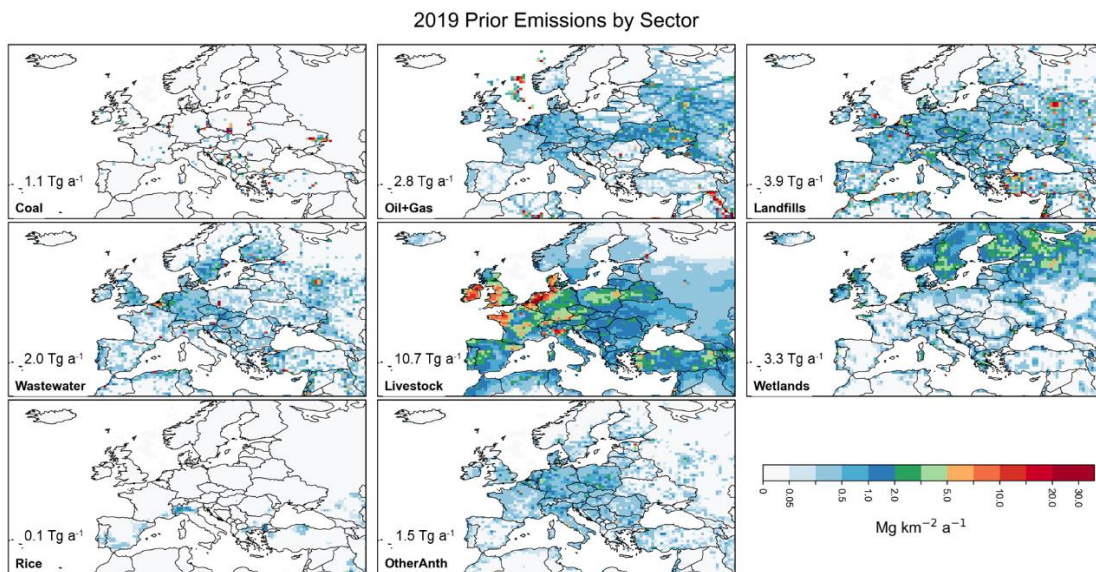 2019 Prior Emissions by Sector
1.1 Tg a⁻¹
Coal
2.8 Tg a⁻¹
Oil+Gas
3.9 Tg a⁻¹
Landfills
2.0 Tg a⁻¹
Wastewater
10.7 Tg a⁻¹
Livestock
3.3 Tg a⁻¹
Wetlands
0.1 Tg a⁻¹
Rice
1.5 Tg a⁻¹
OtherAnth
0 0.05 0.5 1.0 2.0 5.0 10.0 20.0 30.0
Mg km⁻² a⁻¹